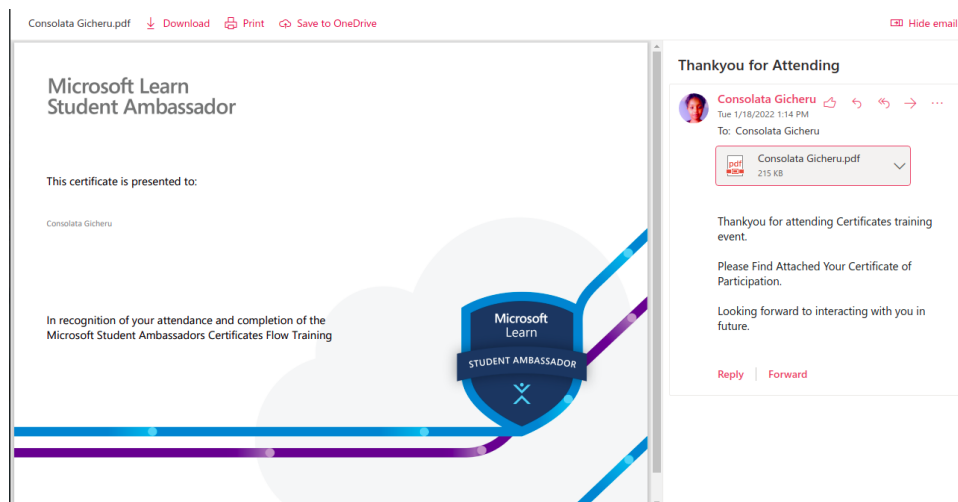 Consolata Gicheru.pdf Download Print Save to OneDrive Hide email
Microsoft Learn
Student Ambassador
This certificate is presented to:
Consolata Gicheru
In recognition of your attendance and completion of the
Microsoft Student Ambassadors Certificates Flow Training
Microsoft
Learn
STUDENT AMBASSADOR
Thankyou for Attending
Consolata Gicheru
Tue 1/18/2022 1:14 PM
To: Consolata Gicheru
pdf
Consolata Gicheru.pdf
215 KB
Thankyou for attending Certificates training
event.
Please Find Attached Your Certificate of
Participation.
Looking forward to interacting with you in
future.
Reply Forward